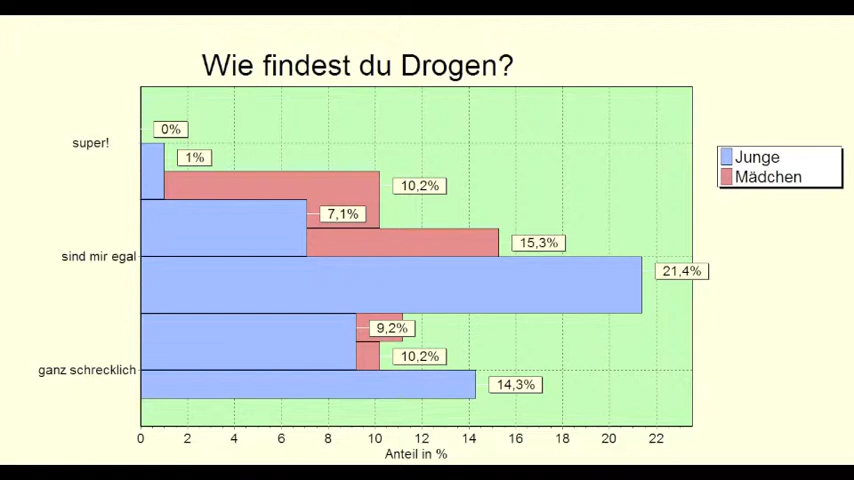 Wie findest du Drogen?
0%
super!
1%
Junge
Mädchen
10,2%
7,1%
15,3%
sind mir egal
21,4%
9,2%
10,2%
ganz schrecklich
14,3%
0 2 4 6 8 10 12 14 16 18 20 22
Anteil in %